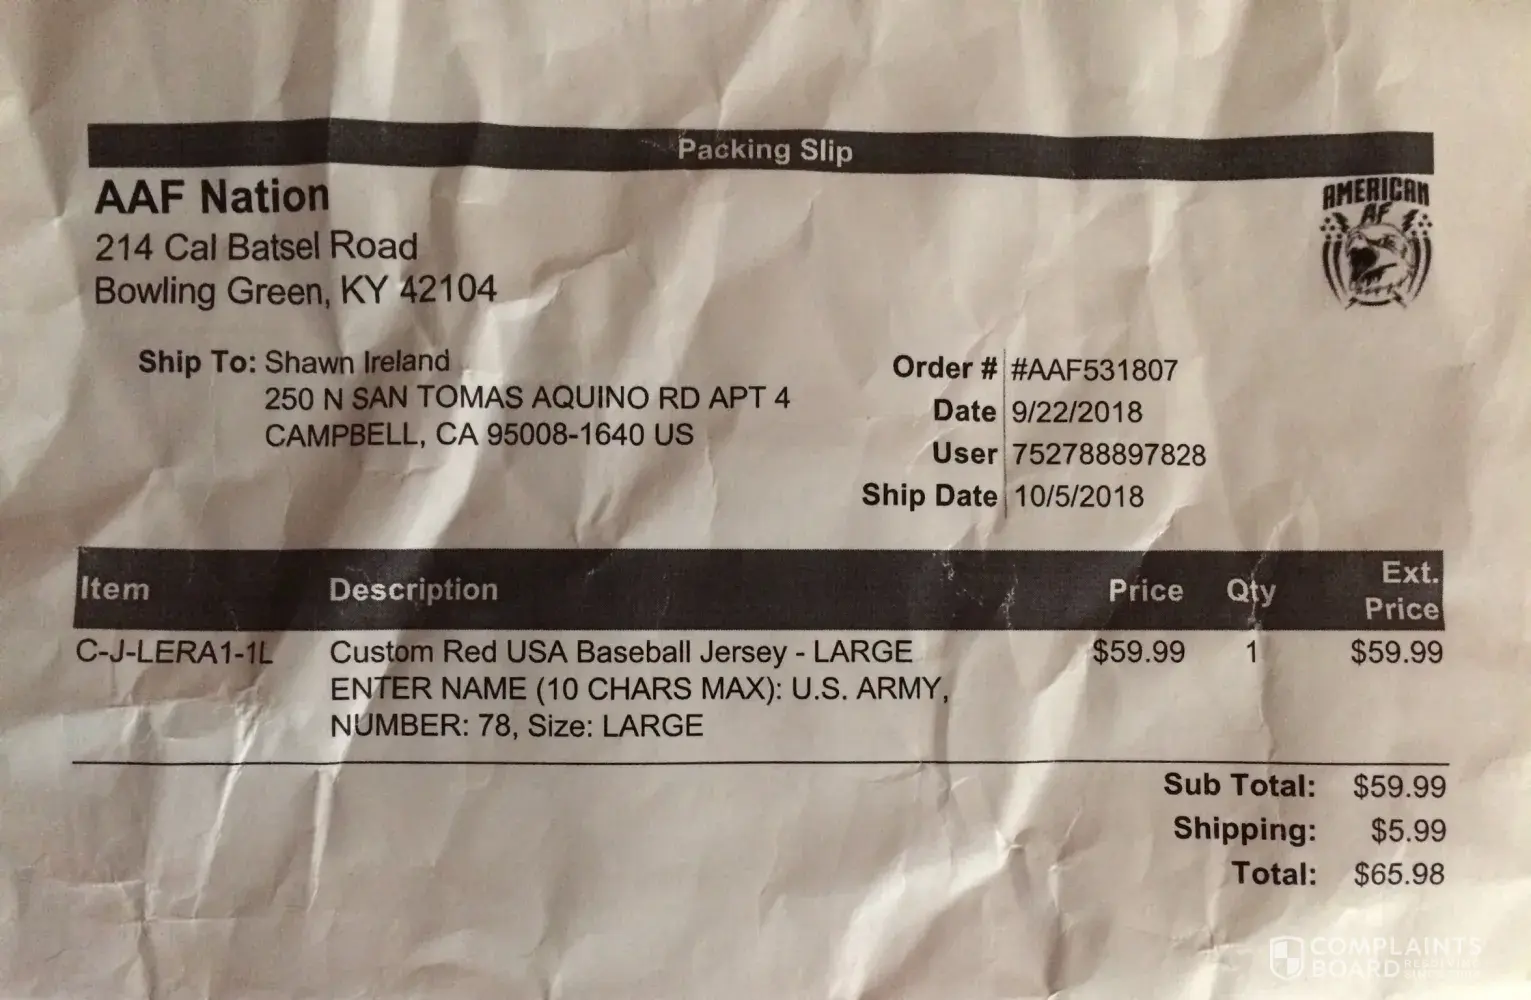 Packing Slip
AAF Nation
214 Cal Batsel Road
Bowling Green, KY 42104
AMERICAN
AF
Ship To: Shawn Ireland
250 N SAN TOMAS AQUINO RD APT 4
CAMPBELL, CA 95008-1640 US
Order # #AAF531807
Date 9/22/2018
User 752788897828
Ship Date 10/5/2018
Item Description Price Qty Ext. Price
C-J-LERA1-1L Custom Red USA Baseball Jersey - LARGE $59.99 1 $59.99
ENTER NAME (10 CHARS MAX): U.S. ARMY,
NUMBER: 78, Size: LARGE
Sub Total: $59.99
Shipping: $5.99
Total: $65.98
COMPLAINTS
BOARD